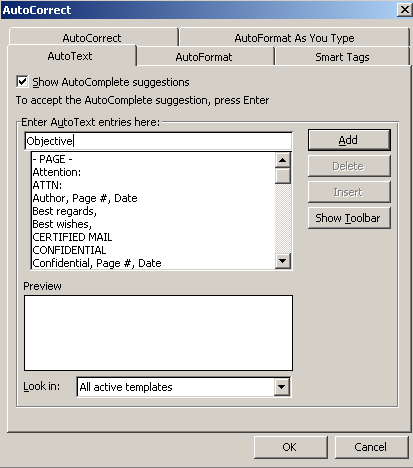 AutoCorrect
AutoCorrect
AutoFormat As You Type
AutoText
AutoFormat
Smart Tags
Show AutoComplete suggestions
To accept the AutoComplete suggestion, press Enter
Enter AutoText entries here:
Objective
Add
- PAGE -
Attention:
Delete
ATTN:
Author, Page #, Date
Insert
Best regards,
Best wishes,
Show Toolbar
CERTIFIED MAIL
CONFIDENTIAL
Confidential, Page #, Date
Preview
Look in:
All active templates
OK
Cancel